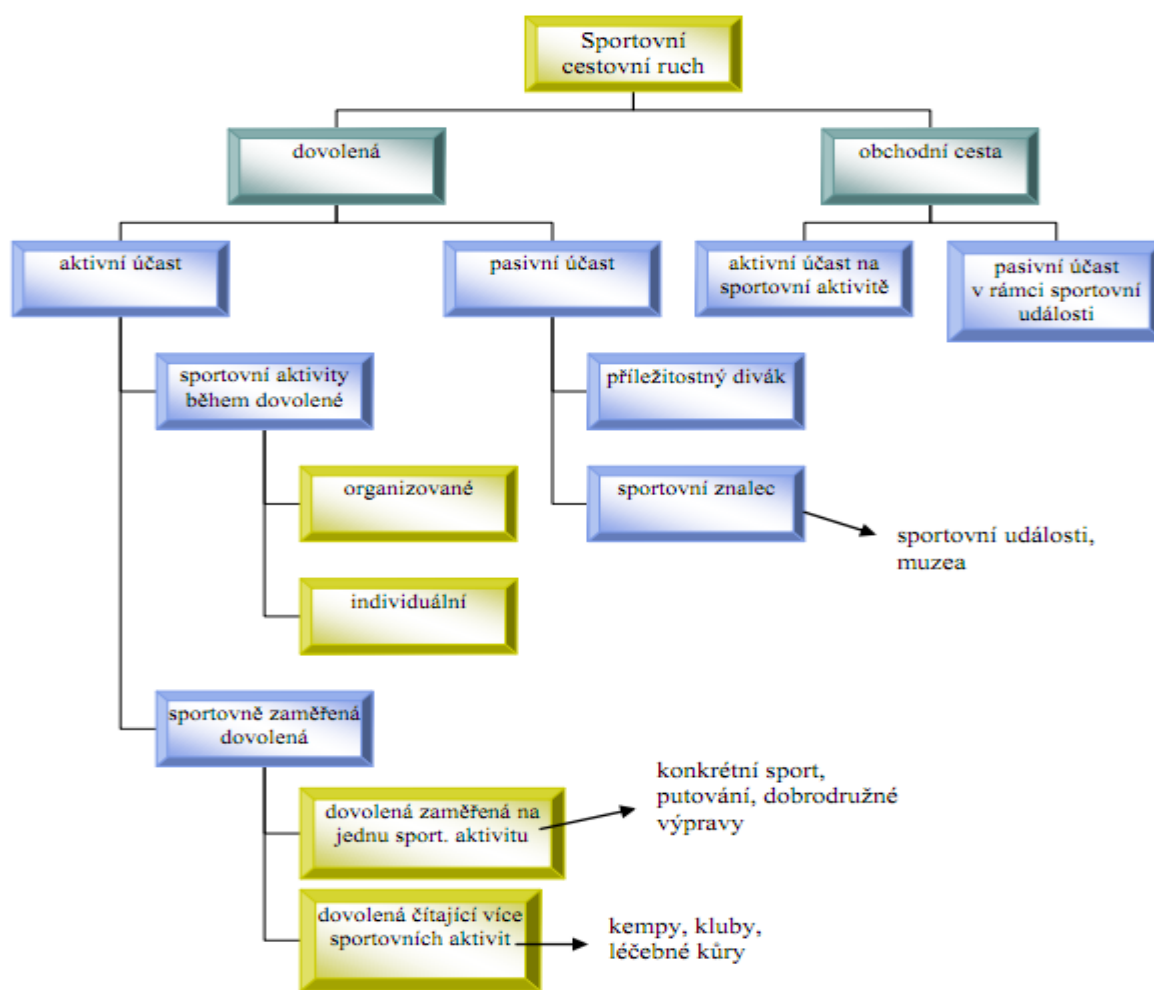 Sportovní
cestovní ruch
dovolená
obchodní cesta
aktivní účast
pasivní účast
aktivní účast na
sportovní aktivitě
pasivní účast
v rámci sportovní
události
sportovní aktivity
během dovolené
příležitostný divák
organizované
sportovní znalec
sportovní události,
muzea
individuální
sportovně zaměřená
dovolená
konkrétní sport,
putování, dobrodružné
výpravy
dovolená zaměřená na
jednu sport. aktivitu
dovolená čítající více
sportovních aktivit
kempy, kluby,
léčebné kůry